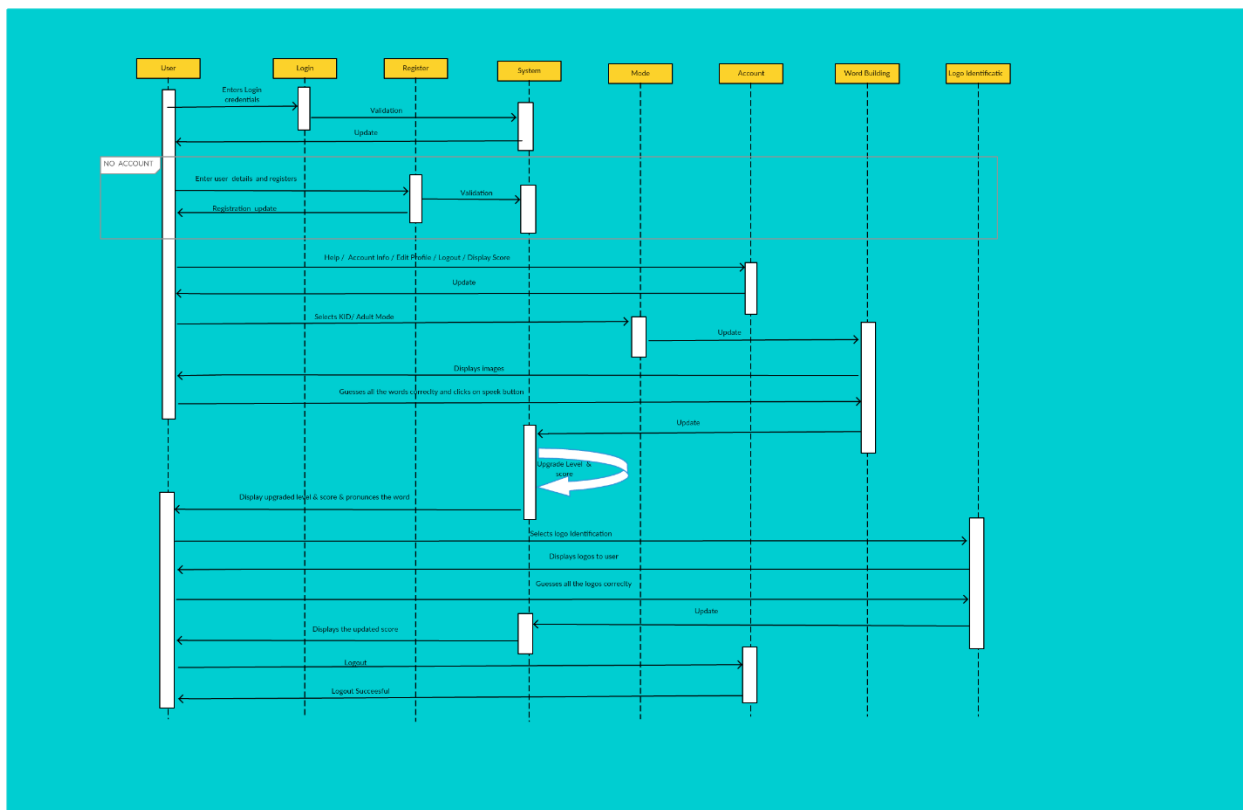 User
Login
Register
System
Mode
Account
Word Building
Logo Identificatic
Enters Login
credentials
Validation
Update
NO ACCOUNT
Enter user details and registers
Validation
Registration update
Help / Account Info / Edit Profile / Logout / Display Score
Update
Selects KID/ Adult Mode
Update
Displays images
Guesses all the words correclty and clicks on speek button
Update
Upgrade Level &
score
Display upgraded level & score & pronunces the word
Selects logo Identification
Displays logos to user
Guesses all the logos correclty
Update
Displays the updated score
Logout
Logout Succesful